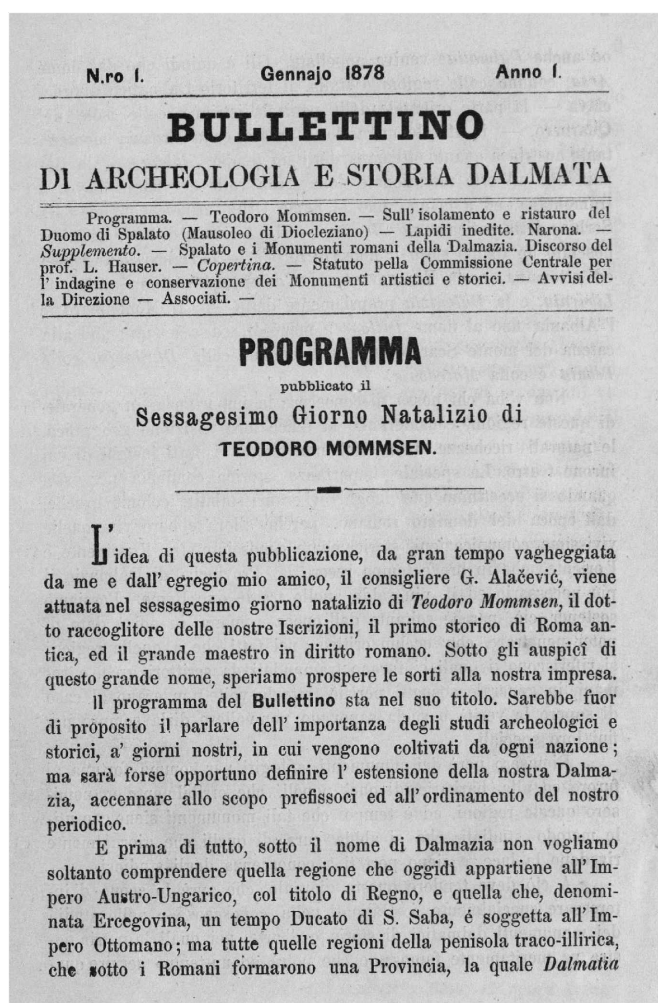 N.ro 1. Gennajo 1878 Anno 1.
BULLETTINO
DI ARCHEOLOGIA E STORIA DALMATA
Programma. — Teodoro Mommsen. — Sull' isolamento e ristauro del
Duomo di Spalato (Mausoleo di Diocleziano) — Lapidi inedite. Narona. —
Supplemento. — Spalato e i Monumenti romani della Dalmazia. Discorso del
prof. L. Hauser. — Copertina. — Statuto pella Commissione Centrale per
l' indagine e conservazione dei Monumenti artistici e storici. — Avvisi del-
la Direzione — Associati. —
PROGRAMMA
pubblicato il
Sessagesimo Giorno Natalizio di
TEODORO MOMMSEN.
L'idea di questa pubblicazione, da gran tempo vagheggiata
da me e dall' egregio mio amico, il consigliere G. Alačević, viene
attuata nel sessagesimo giorno natalizio di Teodoro Mommsen, il dot-
to raccoglitore delle nostre Iscrizioni, il primo storico di Roma an-
tica, ed il grande maestro in diritto romano. Sotto gli auspicî di
questo grande nome, speriamo prospere le sorti alla nostra impresa.
Il programma del Bullettino sta nel suo titolo. Sarebbe fuor
di proposito il parlare dell' importanza degli studi archeologici e
storici, a' giorni nostri, in cui vengono coltivati da ogni nazione ;
ma sarà forse opportuno definire l' estensione della nostra Dalma-
zia, accennare allo scopo prefissoci ed all' ordinamento del nostro
periodico.
E prima di tutto, sotto il nome di Dalmazia non vogliamo
soltanto comprendere quella regione che oggidì appartiene all' Im-
pero Austro-Ungarico, col titolo di Regno, e quella che, denomi-
nata Ercegovina, un tempo Ducato di S. Saba, é soggetta all' Im-
pero Ottomano ; ma tutte quelle regioni della penisola traco-illirica,
che sotto i Romani formarono una Provincia, la quale Dalmatia